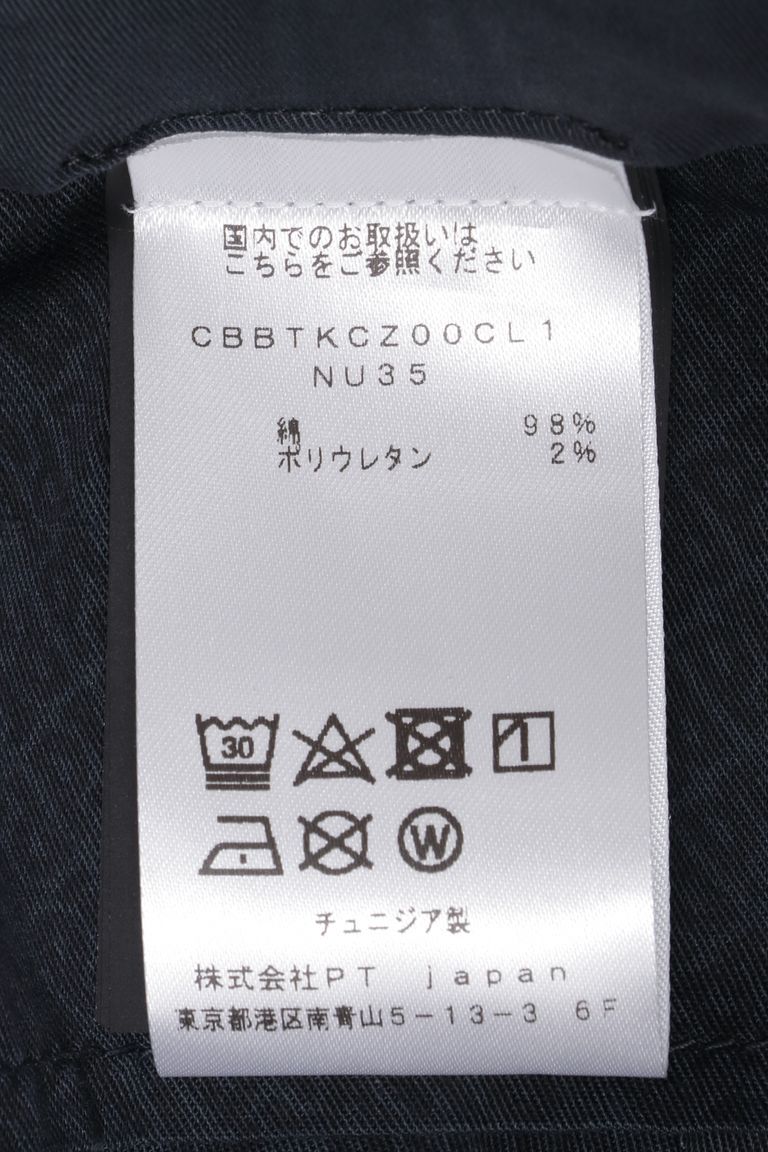 国内でのお取扱いは
こちらをご参照ください
CBBTKCZ00CL1
NU35
綿 98%
ポリウレタン 2%
30
W
チュニジア製
株式会社PT japan
東京都港区南青山5-13-3 6F